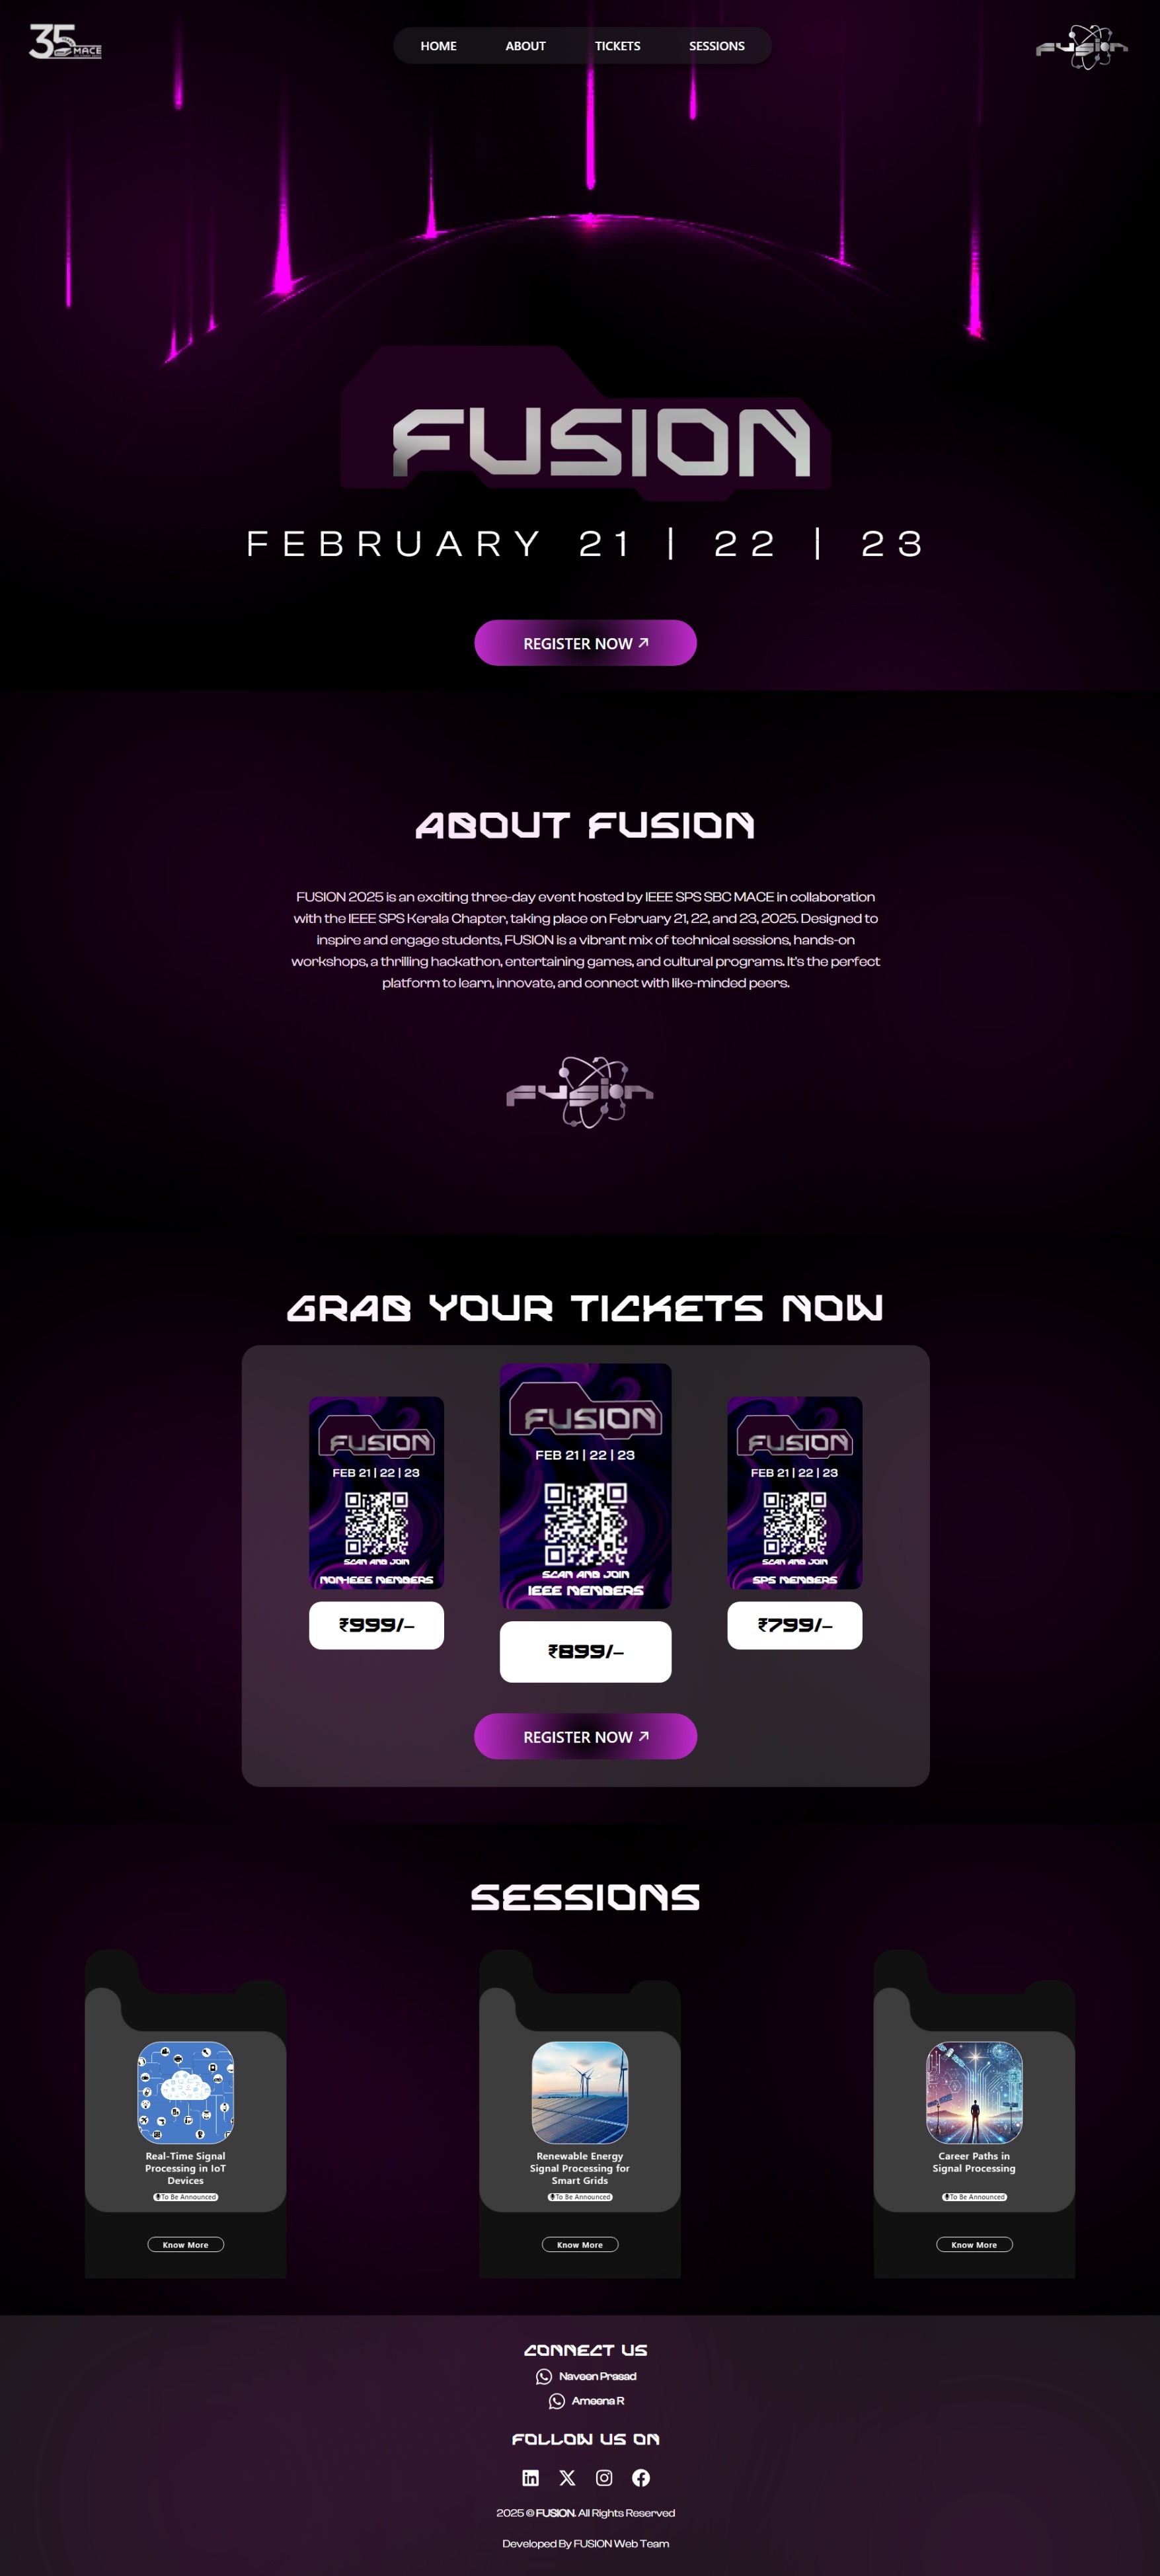 35
MACE
HOME
ABOUT
TICKETS
SESSIONS
fusion
FUSION
FEBRUARY 21 | 22 | 23
REGISTER NOW
ABOUT FUSION
FUSION 2025 is an exciting three-day event hosted by IEEE SPS SBC MACE in collaboration
with the IEEE SPS Kerala Chapter, taking place on February 21, 22, and 23, 2025. Designed to
inspire and engage students, FUSION is a vibrant mix of technical sessions, hands-on
workshops, a thrilling hackathon, entertaining games, and cultural programs. It's the perfect
platform to learn, innovate, and connect with like-minded peers.
fusion
GRAB YOUR TICKETS NOW
FUSION
FEB 21 | 22 | 23
SCAN AND JOIN
NON-IEEE MEMBERS
₹999/-
FUSION
FEB 21 | 22 | 23
SCAN AND JOIN
IEEE MEMBERS
₹899/-
FUSION
FEB 21 | 22 | 23
SCAN AND JOIN
SPS MEMBERS
₹799/-
REGISTER NOW
SESSIONS
Real-Time Signal
Processing in IoT
Devices
To Be Announced
Know More
Renewable Energy
Signal Processing for
Smart Grids
To Be Announced
Know More
Career Paths in
Signal Processing
To Be Announced
Know More
CONNECT US
Naveen Prasad
Ameena R
FOLLOW US ON
2025 © FUSION. All Rights Reserved
Developed By FUSION Web Team